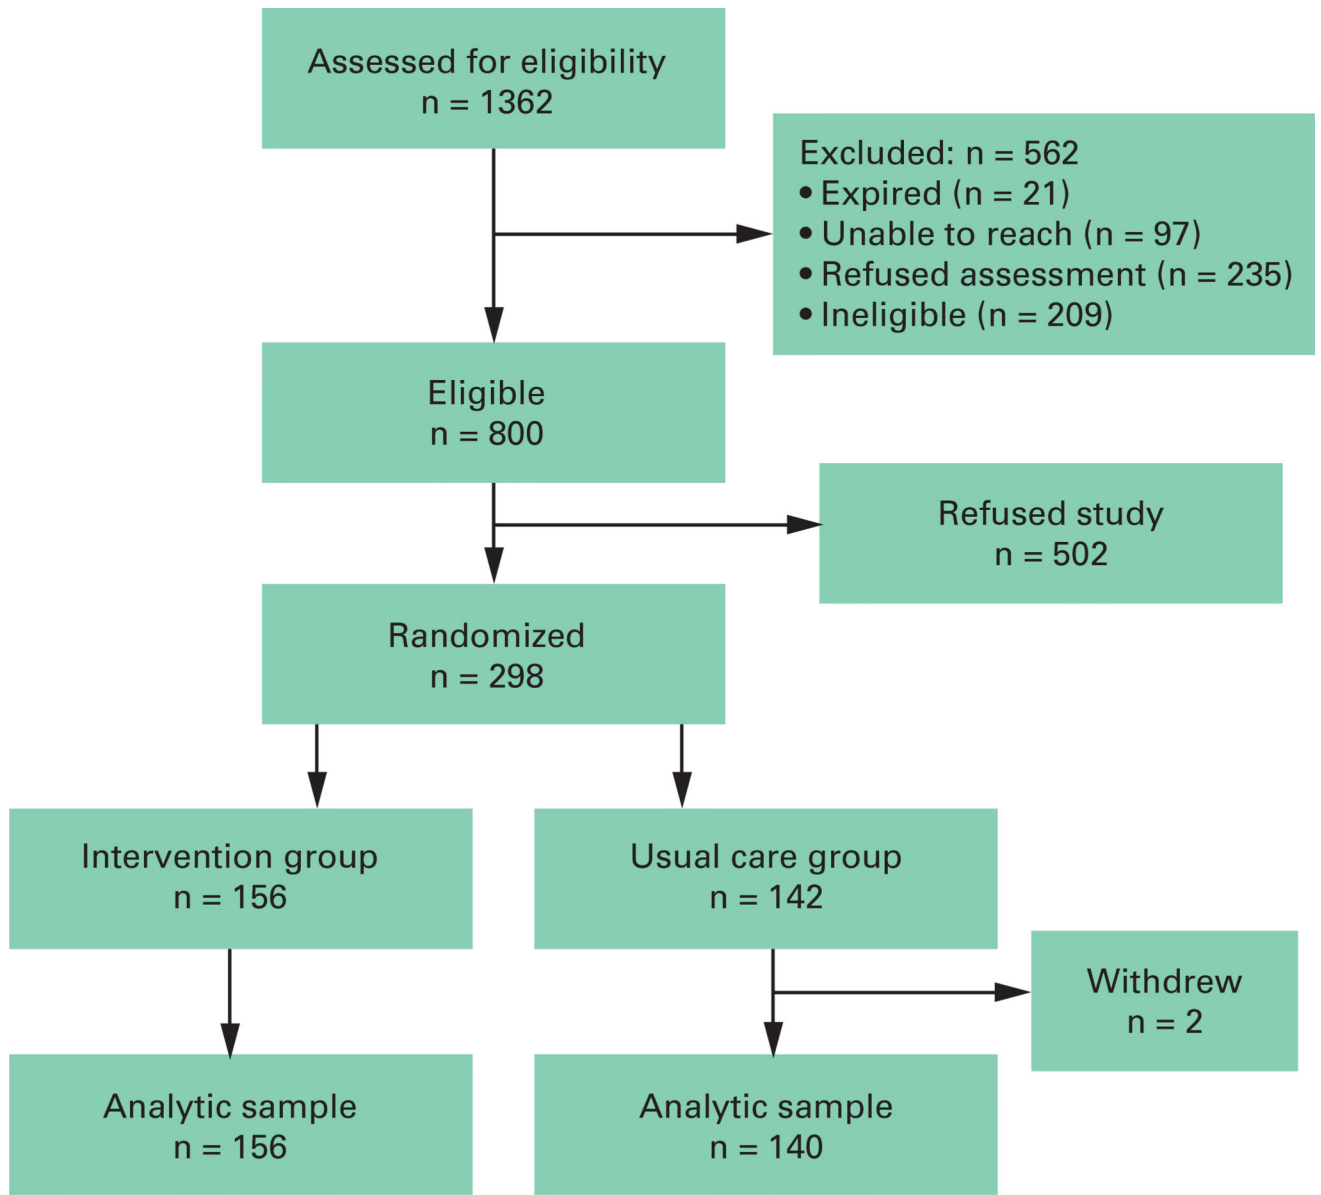 Assessed for eligibility
n = 1362
Excluded: n = 562
• Expired (n = 21)
• Unable to reach (n = 97)
• Refused assessment (n = 235)
• Ineligible (n = 209)
Eligible
n = 800
Refused study
n = 502
Randomized
n = 298
Intervention group
n = 156
Usual care group
n = 142
Withdrew
n = 2
Analytic sample
n = 156
Analytic sample
n = 140